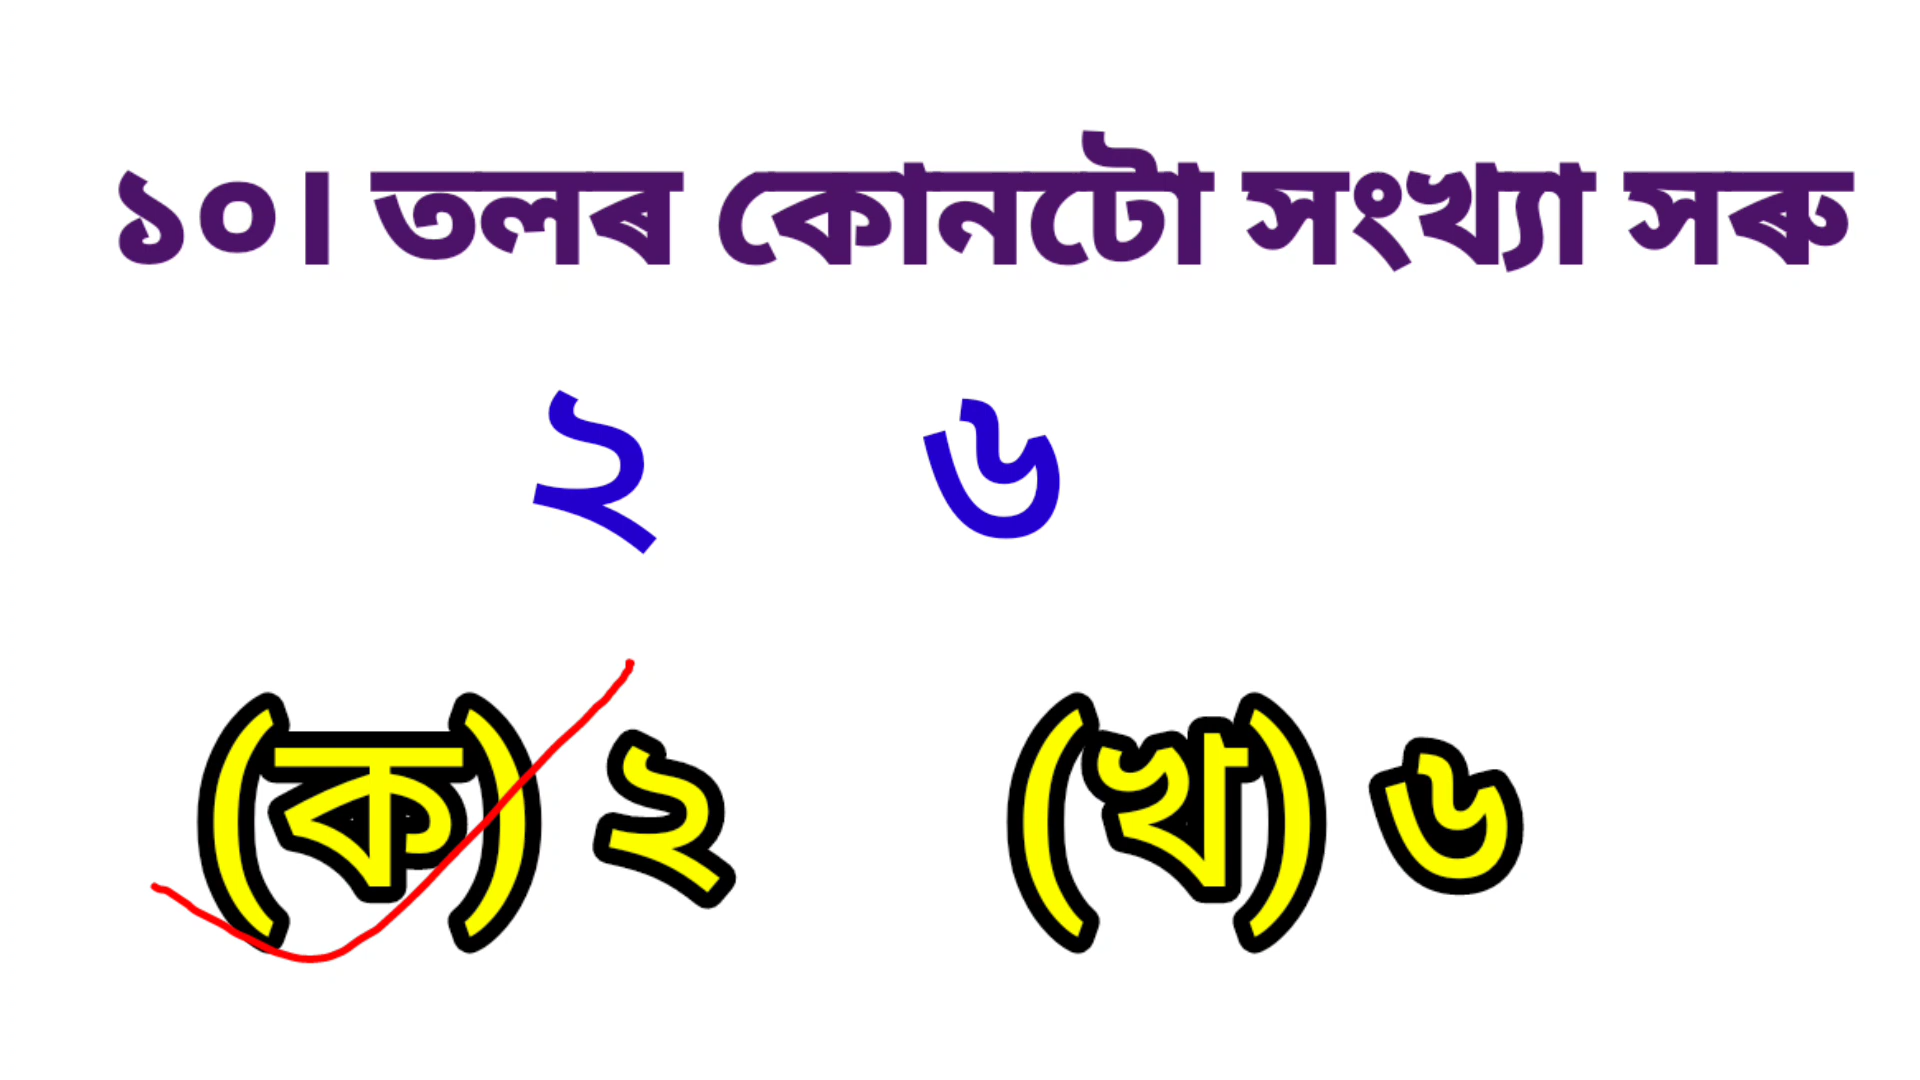 ১০। তলৰ কোনটো সংখ্যা সৰু
২ ৬
(ক) ২ (খ) ৬